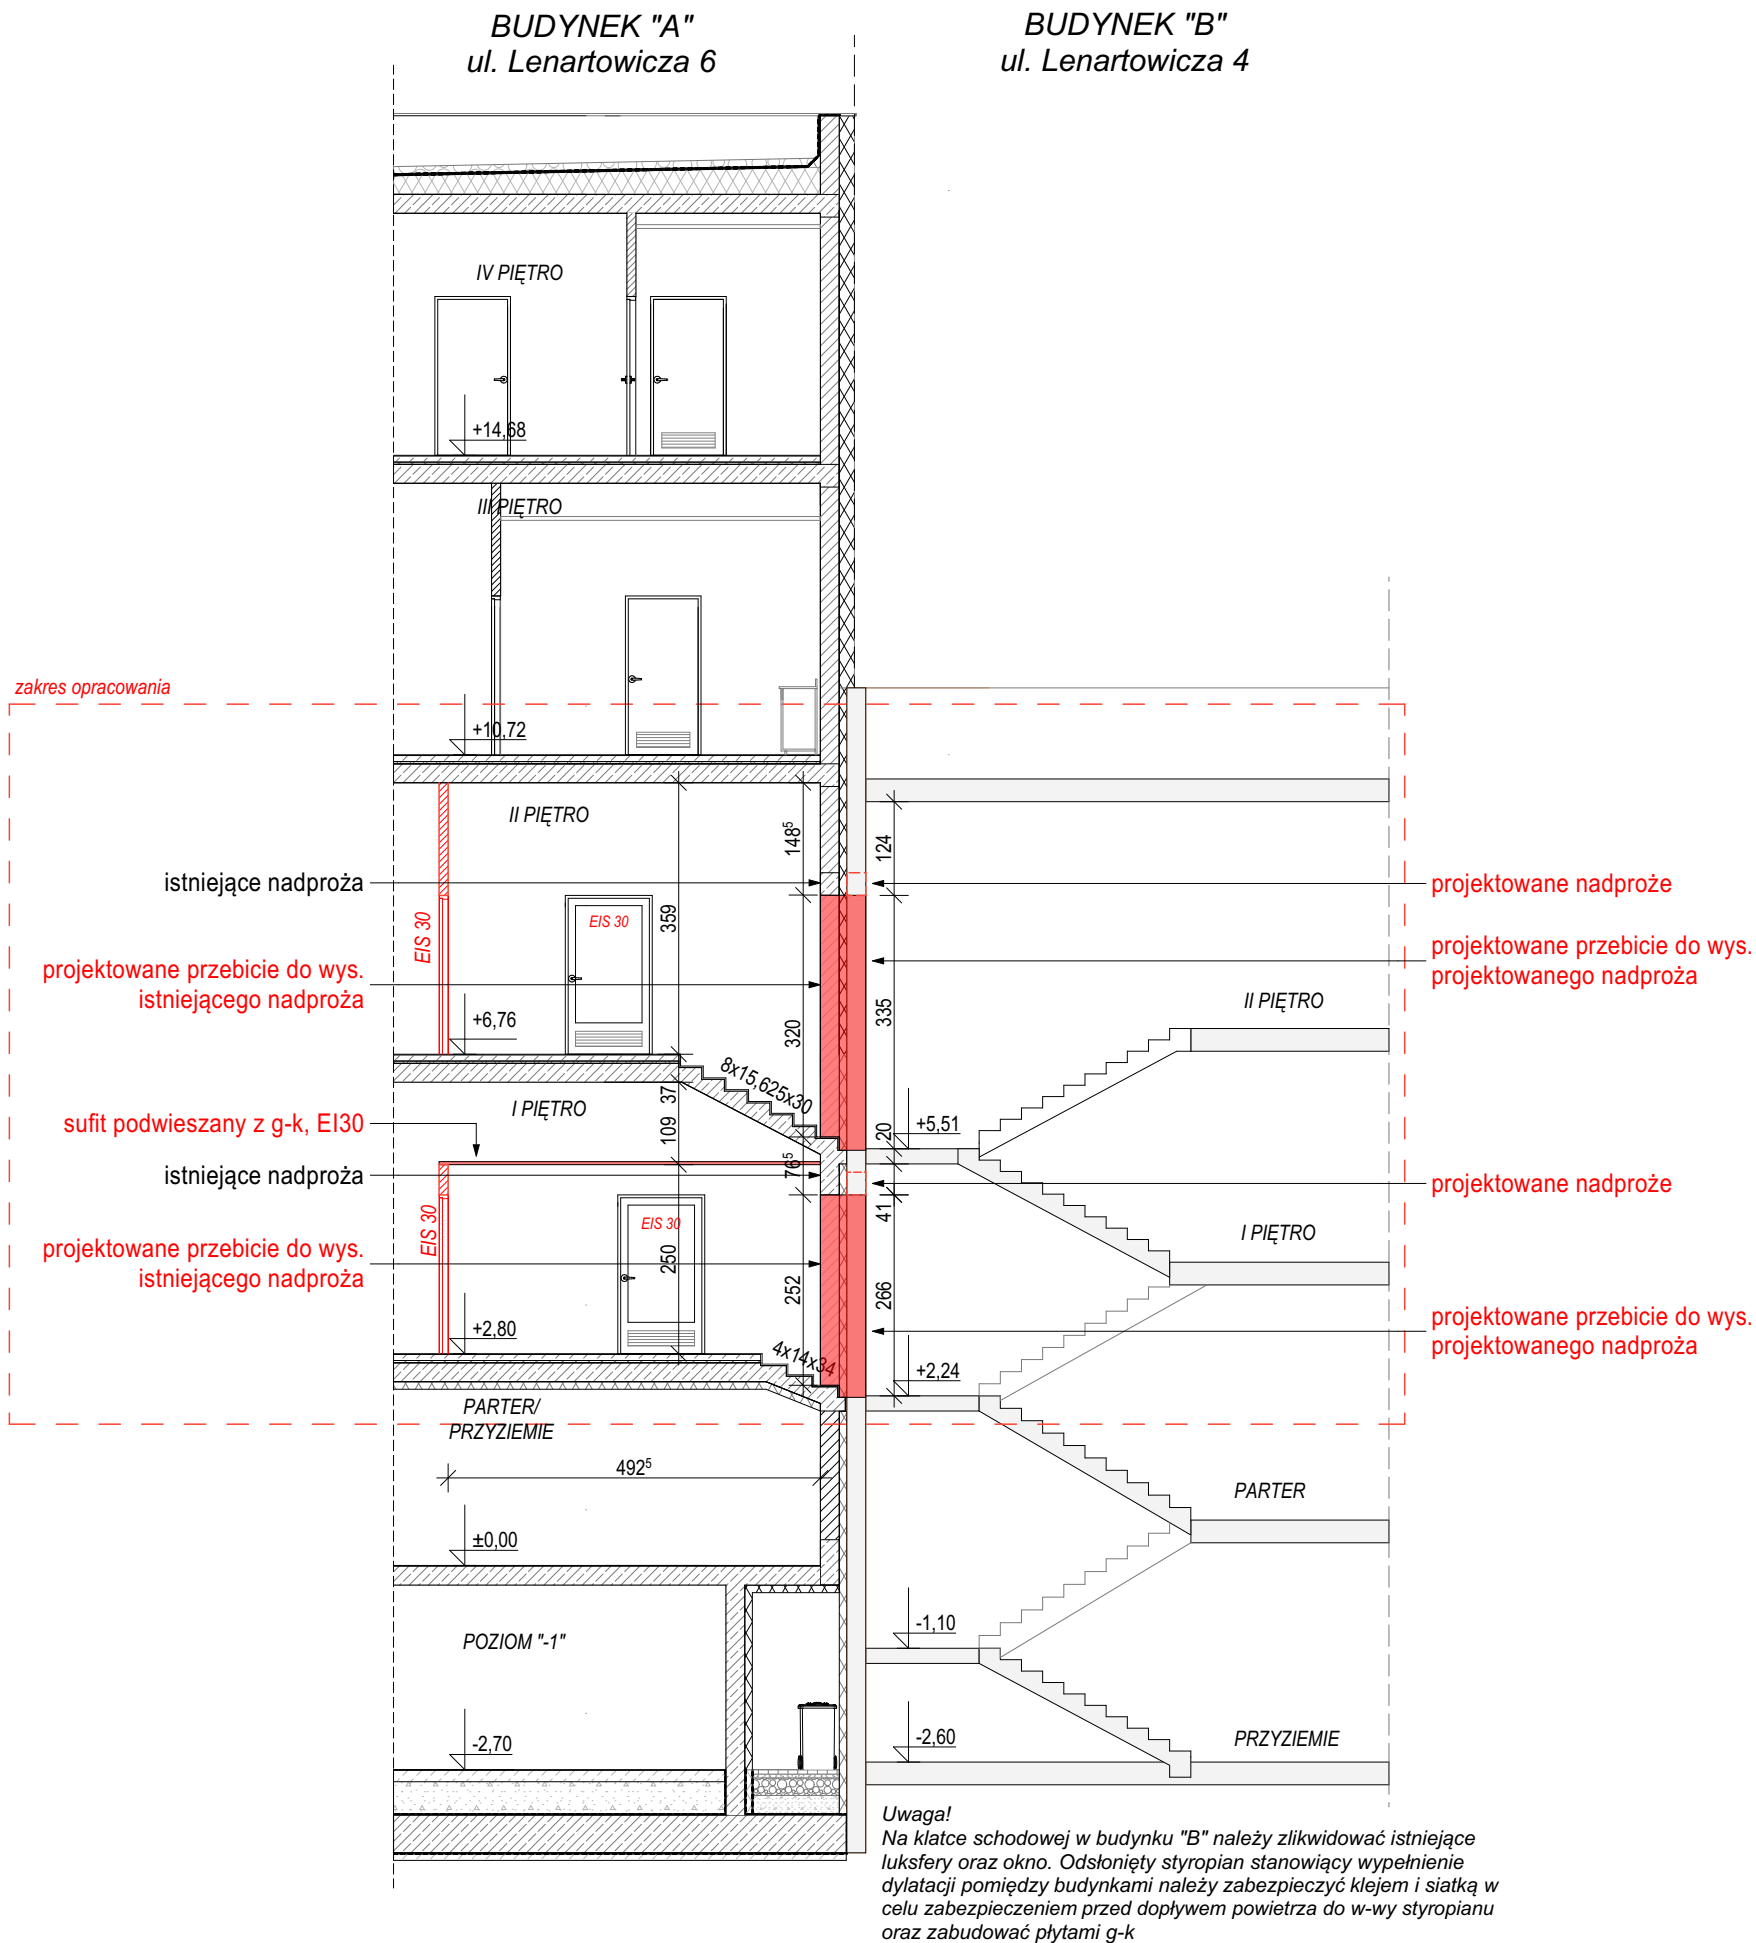 BUDYNEK "A"
ul. Lenartowicza 6
BUDYNEK "B"
ul. Lenartowicza 4
IV PIĘTRO
+14,68
III PIĘTRO
zakres opracowania
+10,72
II PIĘTRO
148⁵
124
istniejące nadproża
projektowane nadproże
EIS 30
EIS 30
359
projektowane przebicie do wys.
istniejącego nadproża
projektowane przebicie do wys.
projektowanego nadproża
320
335
II PIĘTRO
+6,76
8x15,625x30
37
I PIĘTRO
109
sufit podwieszany z g-k, EI30
20
+5,51
76⁵
istniejące nadproża
projektowane nadproże
41
EIS 30
EIS 30
250
252
266
I PIĘTRO
projektowane przebicie do wys.
istniejącego nadproża
projektowane przebicie do wys.
projektowanego nadproża
+2,80
4x14x34
+2,24
PARTER/
PRZYZIEMIE
492⁵
PARTER
±0,00
-1,10
POZIOM "-1"
-2,70
-2,60
PRZYZIEMIE
Uwaga!
Na klatce schodowej w budynku "B" należy zlikwidować istniejące
luksfery oraz okno. Odsłonięty styropian stanowiący wypełnienie
dylatacji pomiędzy budynkami należy zabezpieczyć klejem i siatką w
celu zabezpieczeniem przed dopływem powietrza do w-wy styropianu
oraz zabudować płytami g-k